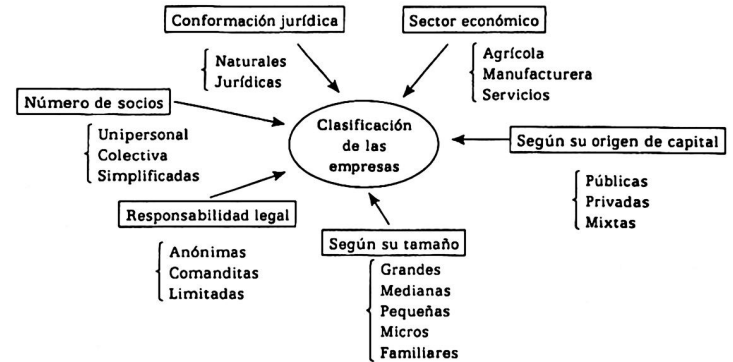 Conformación jurídica
Naturales
Jurídicas
Sector económico
Agrícola
Manufacturera
Servicios
Número de socios
Unipersonal
Colectiva
Simplificadas
Clasificación
de las
empresas
Según su origen de capital
Públicas
Privadas
Mixtas
Responsabilidad legal
Anónimas
Comanditas
Limitadas
Según su tamaño
Grandes
Medianas
Pequeñas
Micros
Familiares